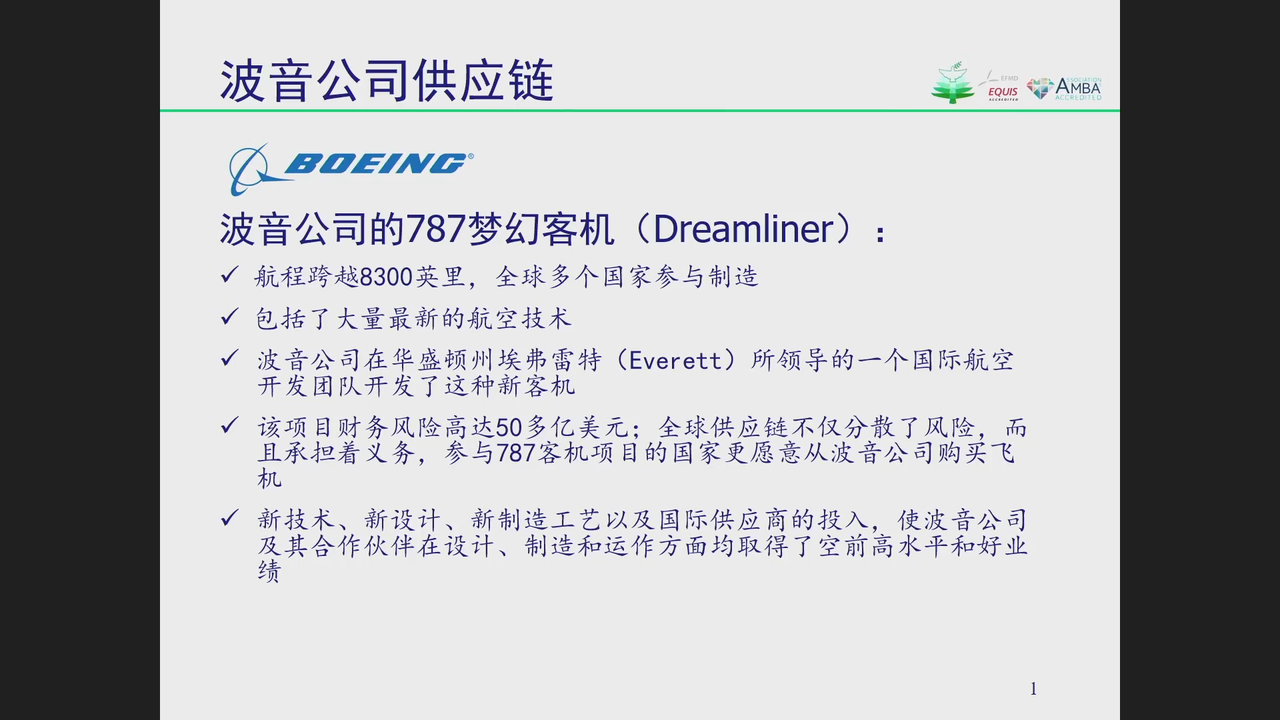 波音公司供应链
EFMD
EQUIS
ACCREDITED
ASSOCIATION
AMBA
ACCREDITED
BOEING®
波音公司的787梦幻客机（Dreamliner）：
✓ 航程跨越8300英里，全球多个国家参与制造
✓ 包括了大量最新的航空技术
✓ 波音公司在华盛顿州埃弗雷特（Everett）所领导的一个国际航空
开发团队开发了这种新客机
✓ 该项目财务风险高达50多亿美元；全球供应链不仅分散了风险，而
且承担着义务，参与787客机项目的国家更愿意从波音公司购买飞
机
✓ 新技术、新设计、新制造工艺以及国际供应商的投入，使波音公司
及其合作伙伴在设计、制造和运作方面均取得了空前高水平和好业
绩
1